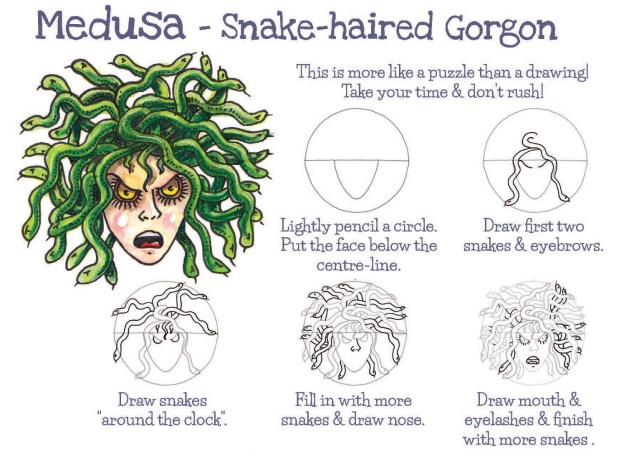 Medusa - Snake-haired Gorgon
This is more like a puzzle than a drawing!
Take your time & don't rush!
Lightly pencil a circle.
Put the face below the
centre-line.
Draw first two
snakes & eyebrows.
Draw snakes
"around the clock".
Fill in with more
snakes & draw nose.
Draw mouth &
eyelashes & finish
with more snakes .